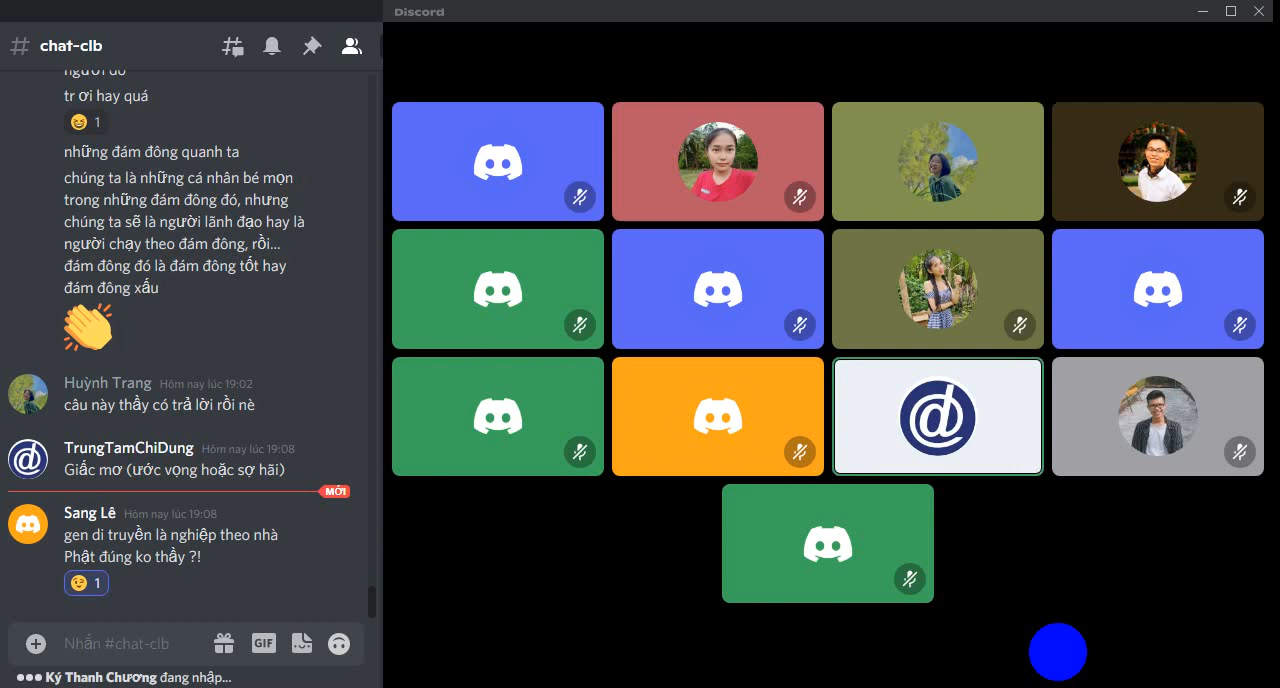 Discord
chat-clb
người đó
tr ơi hay quá
1
những đám đông quanh ta
chúng ta là những cá nhân bé mọn
trong những đám đông đó, nhưng
chúng ta sẽ là người lãnh đạo hay là
người chạy theo đám đông, rồi...
đám đông đó là đám đông tốt hay
đám đông xấu
Huỳnh Trang Hôm nay lúc 19:02
câu này thầy có trả lời rồi nè
TrungTamChiDung Hôm nay lúc 19:08
Giấc mơ (ước vọng hoặc sợ hãi)
MỚI
Sang Lê Hôm nay lúc 19:08
gen di truyền là nghiệp theo nhà
Phật đúng ko thầy ?!
1
Nhắn #chat-clb
GIF
Ký Thanh Chương đang nhập...